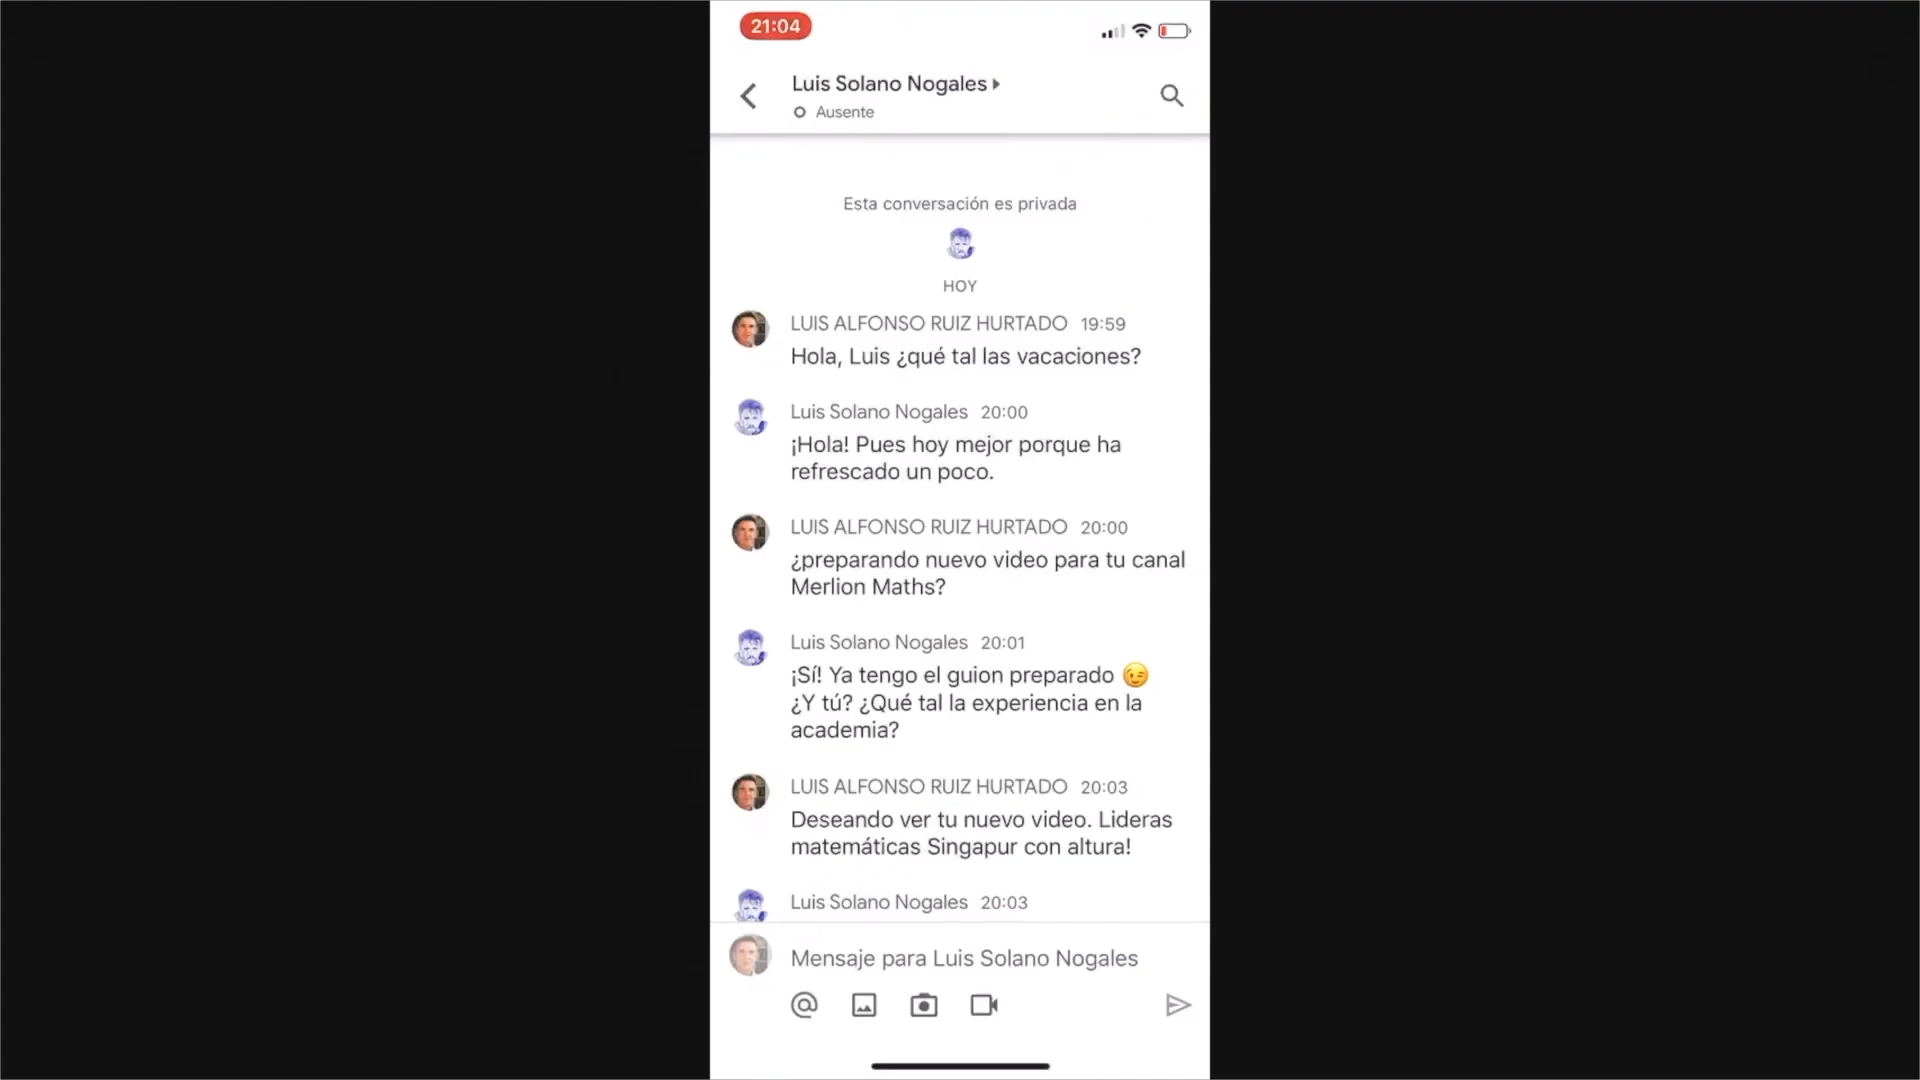 21:04
Luis Solano Nogales
Ausente
Esta conversación es privada
HOY
LUIS ALFONSO RUIZ HURTADO 19:59
Hola, Luis ¿qué tal las vacaciones?
Luis Solano Nogales 20:00
¡Hola! Pues hoy mejor porque ha
refrescado un poco.
LUIS ALFONSO RUIZ HURTADO 20:00
¿preparando nuevo video para tu canal
Merlion Maths?
Luis Solano Nogales 20:01
¡Sí! Ya tengo el guion preparado 😉
¿Y tú? ¿Qué tal la experiencia en la
academia?
LUIS ALFONSO RUIZ HURTADO 20:03
Deseando ver tu nuevo video. Lideras
matemáticas Singapur con altura!
Luis Solano Nogales 20:03
Mensaje para Luis Solano Nogales